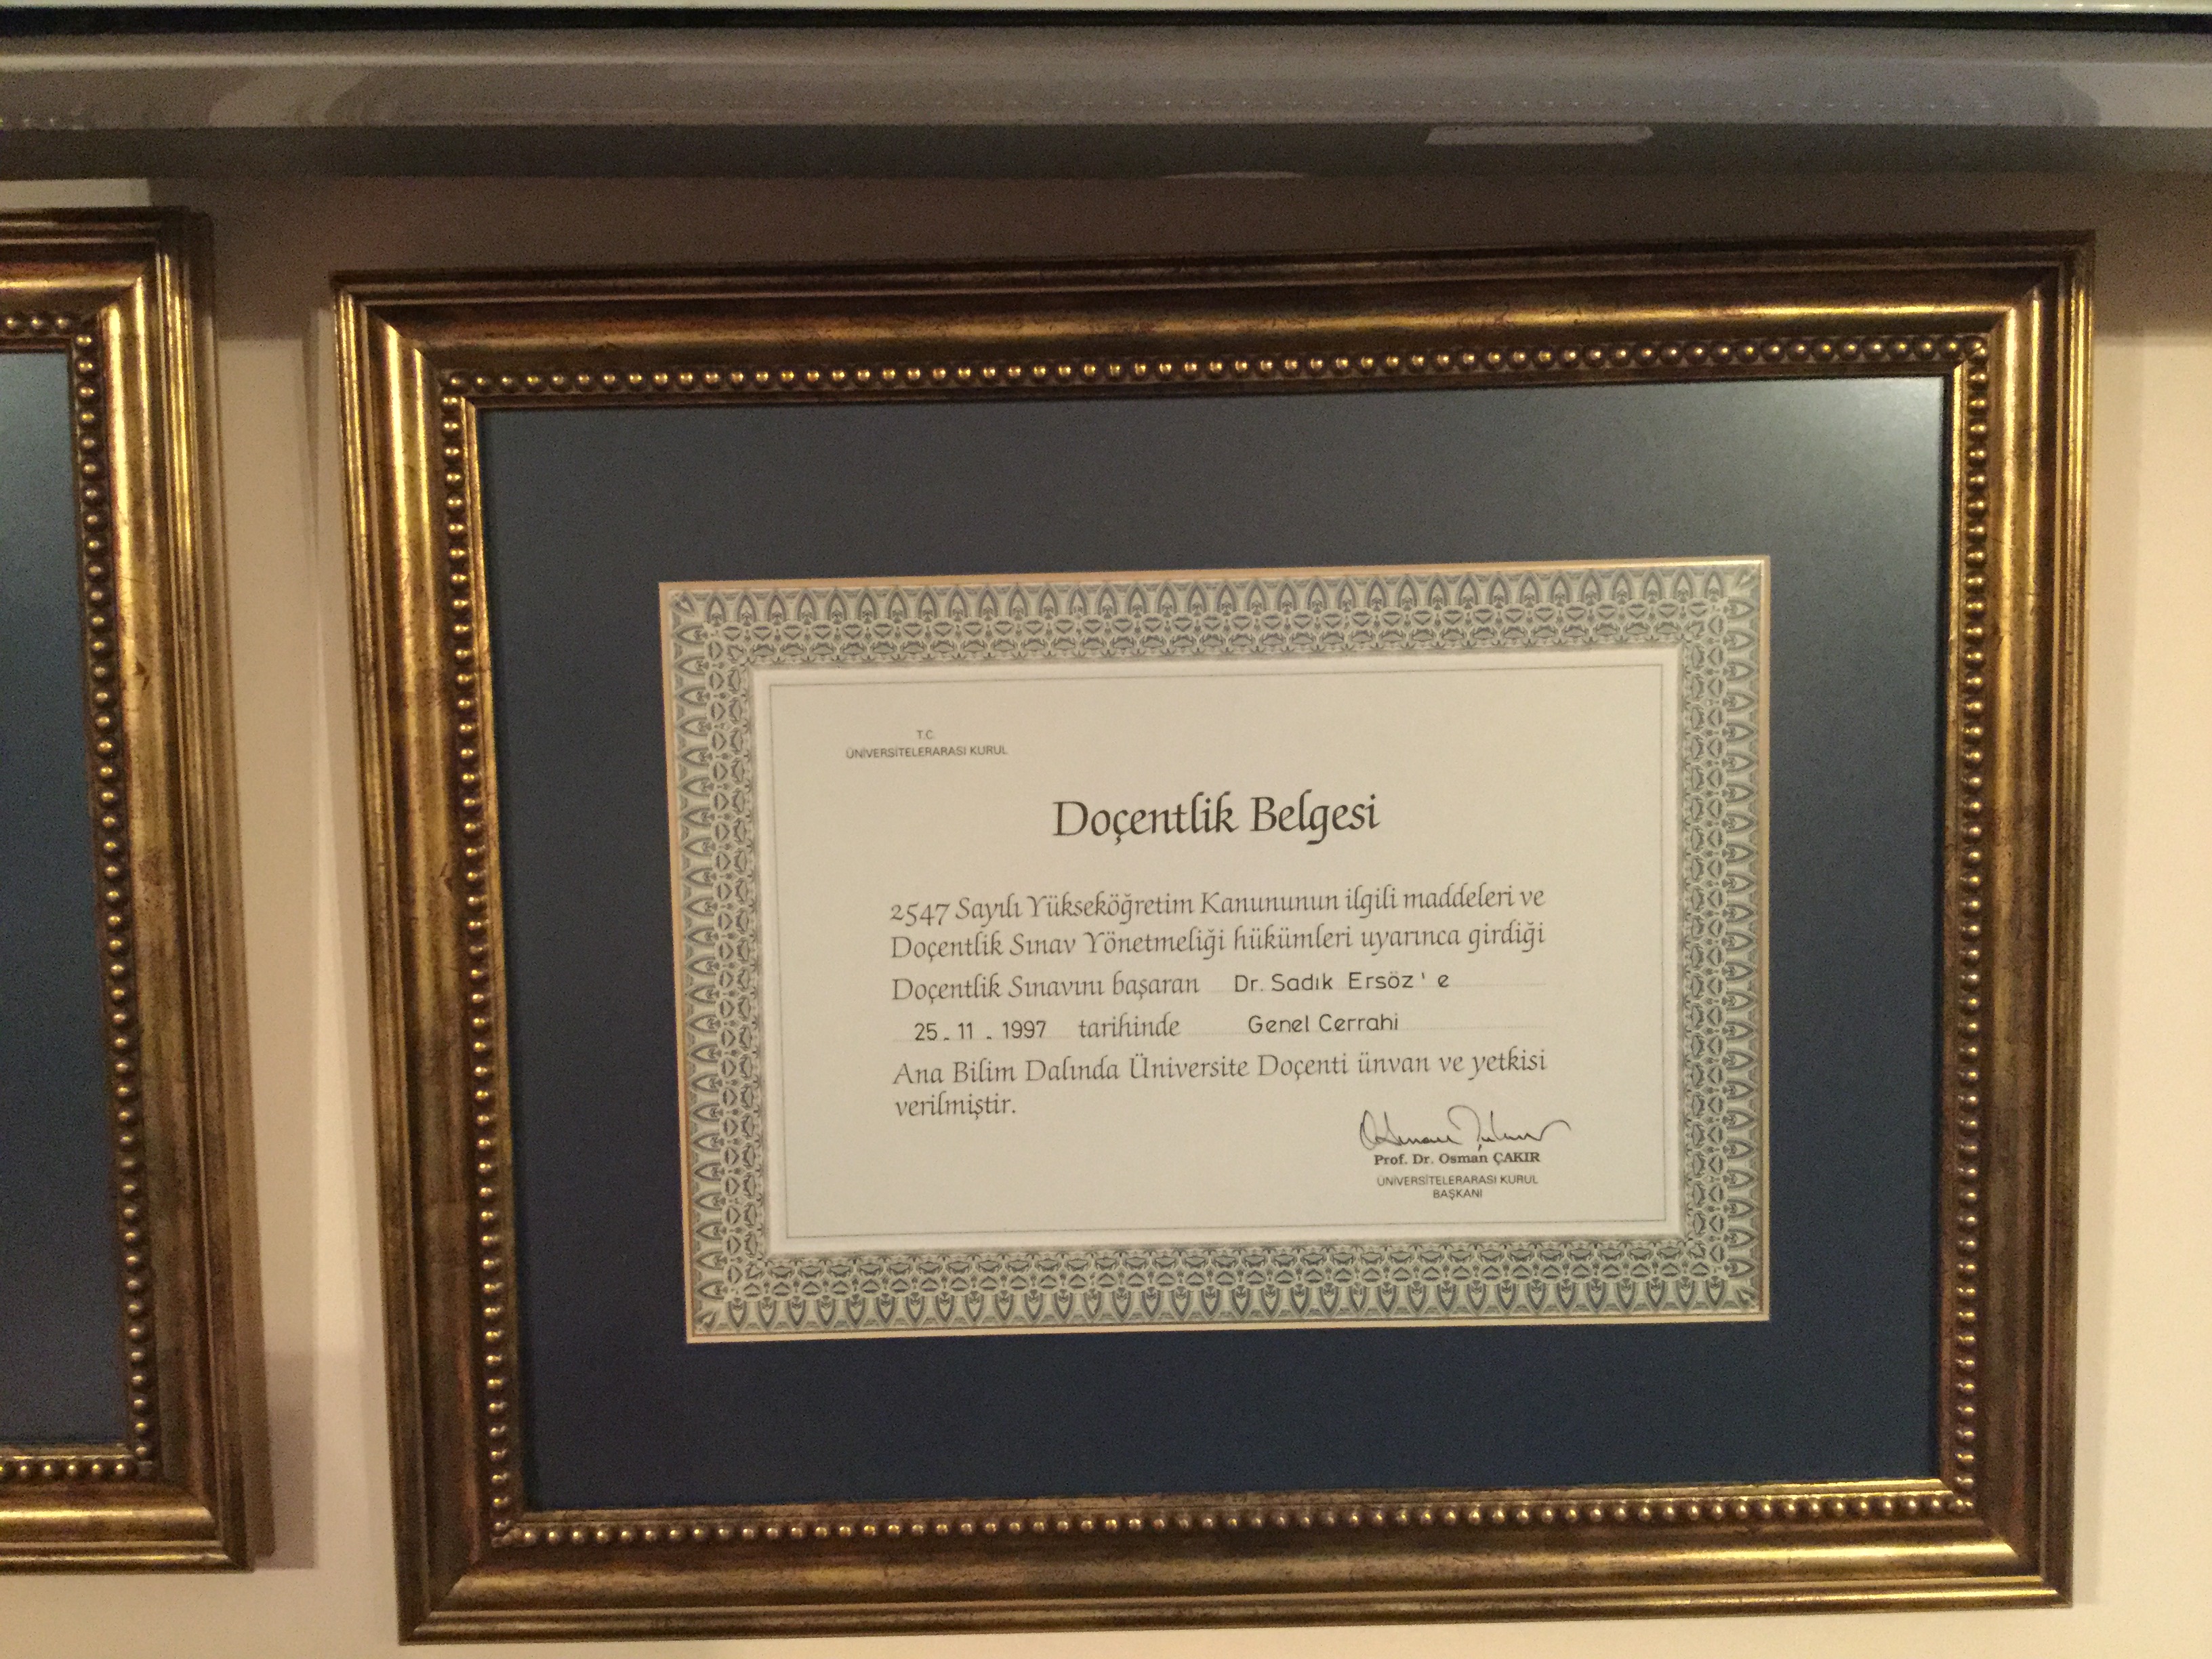 T.C.
ÜNİVERSİTELERARASI KURUL
Doçentlik Belgesi
2547 Sayılı Yükseköğretim Kanununun ilgili maddeleri ve
Doçentlik Sınav Yönetmeliği hükümleri uyarınca girdiği
Doçentlik Sınavını başaran Dr. Sadık Ersöz'e
25.11.1997 tarihinde Genel Cerrahi
Ana Bilim Dalında Üniversite Doçenti ünvan ve yetkisi
verilmiştir.
Prof. Dr. Osman ÇAKIR
ÜNİVERSİTELERARASI KURUL
BAŞKANI